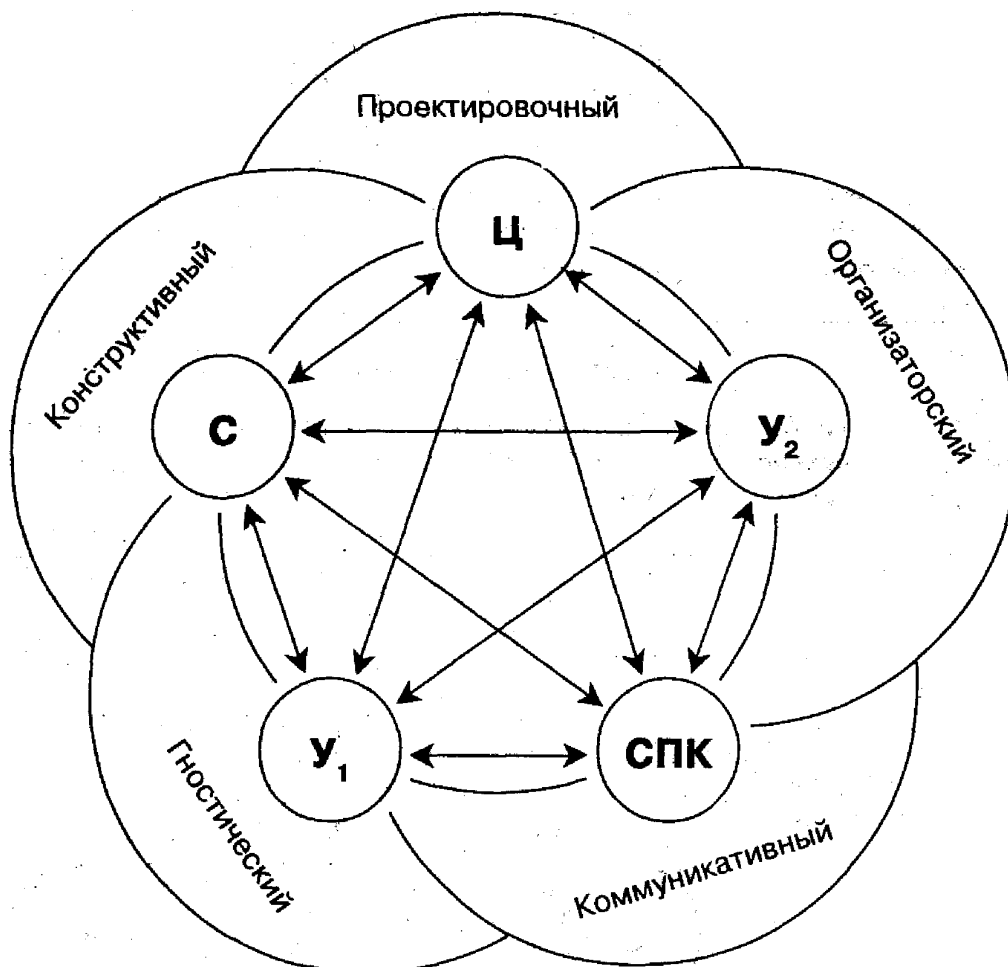 Проектировочный
Ц
Конструктивный
Организаторский
С
У₂
У₁
СПК
Гностический
Коммуникативный